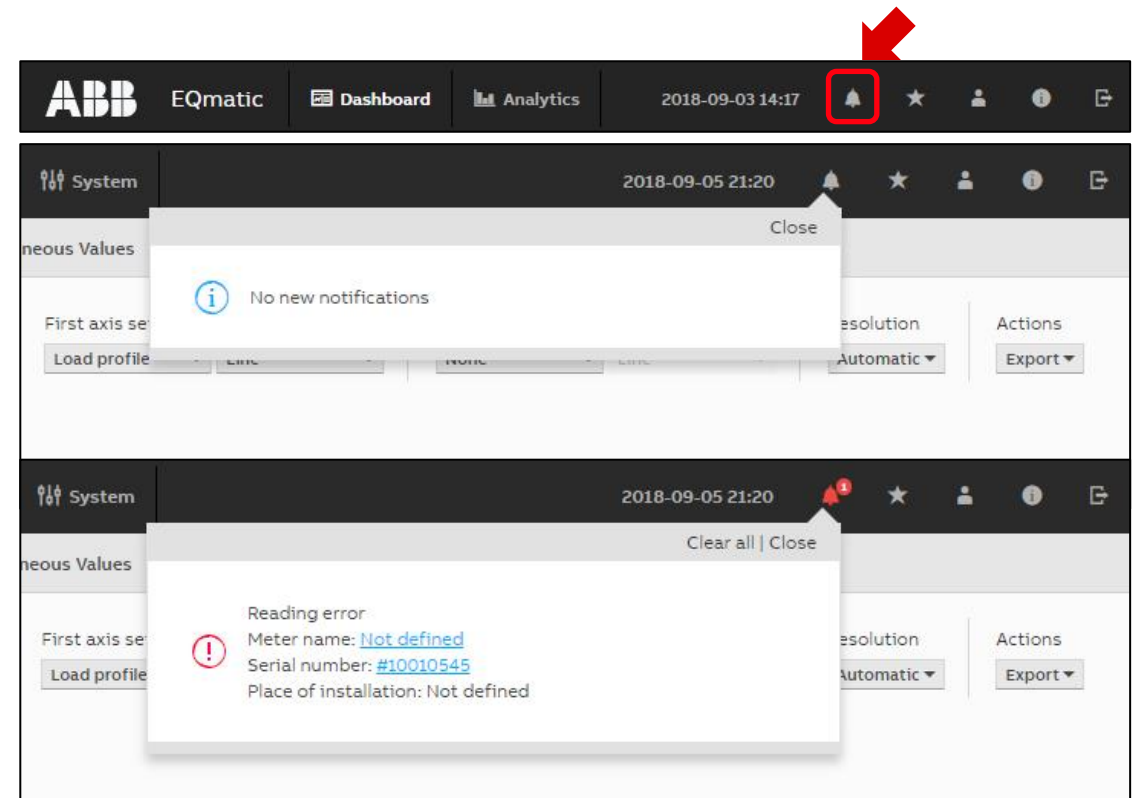 ABB EQmatic Dashboard Analytics 2018-09-03 14:17
System 2018-09-05 21:20
Close
neous Values
No new notifications
First axis se esolution Actions
Load profile None Automatic Export
System 2018-09-05 21:20 1
Clear all | Close
neous Values
Reading error
Meter name: Not defined
Serial number: #10010545
Place of installation: Not defined
First axis se esolution Actions
Load profile Automatic Export